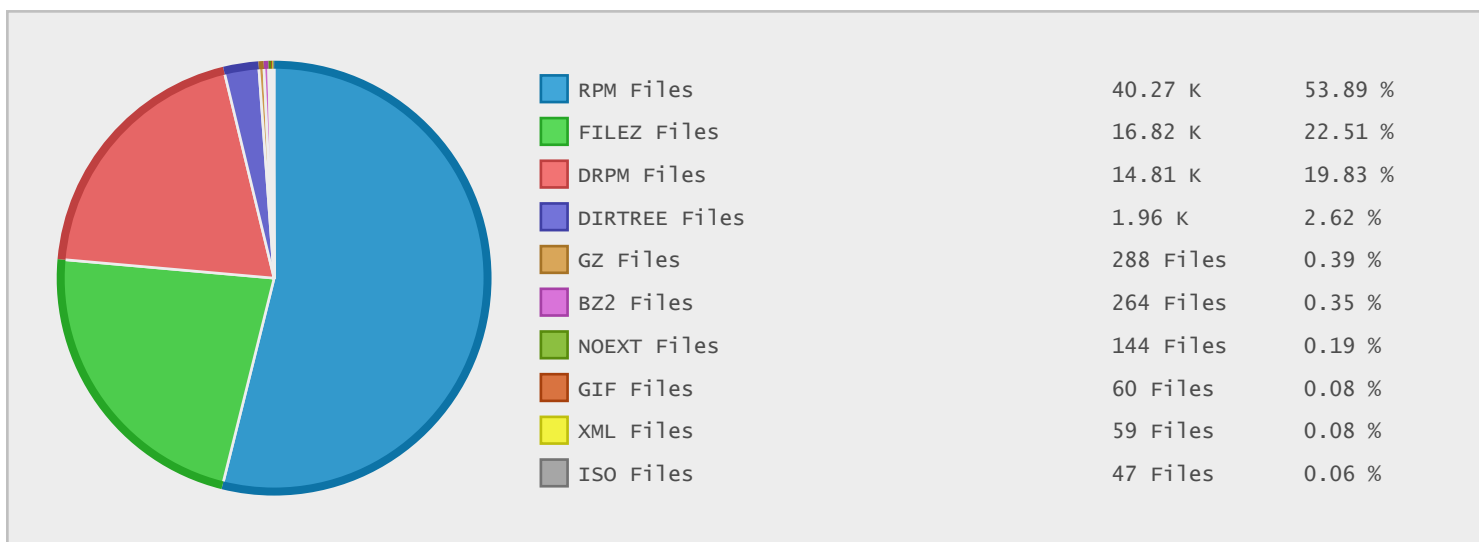 RPM Files 40.27 K 53.89 %
FILEZ Files 16.82 K 22.51 %
DRPM Files 14.81 K 19.83 %
DIRTREE Files 1.96 K 2.62 %
GZ Files 288 Files 0.39 %
BZ2 Files 264 Files 0.35 %
NOEXT Files 144 Files 0.19 %
GIF Files 60 Files 0.08 %
XML Files 59 Files 0.08 %
ISO Files 47 Files 0.06 %